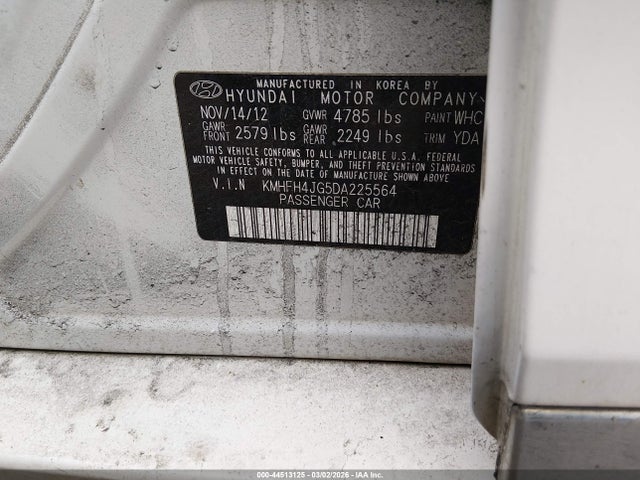 MANUFACTURED IN KOREA BY
HYUNDAI MOTOR COMPANY
NOV/14/12 GVWR 4785 lbs PAINT WHC
GAWR FRONT 2579 lbs GAWR REAR 2249 lbs TRIM YDA
THIS VEHICLE CONFORMS TO ALL APPLICABLE U.S.A. FEDERAL
MOTOR VEHICLE SAFETY, BUMPER, AND THEFT PREVENTION STANDARDS
IN EFFECT ON THE DATE OF MANUFACTURE SHOWN ABOVE.
V.I.N KMHFH4JG5DA225564
PASSENGER CAR
000-44513125 - 03/02/2026 - IAA Inc.